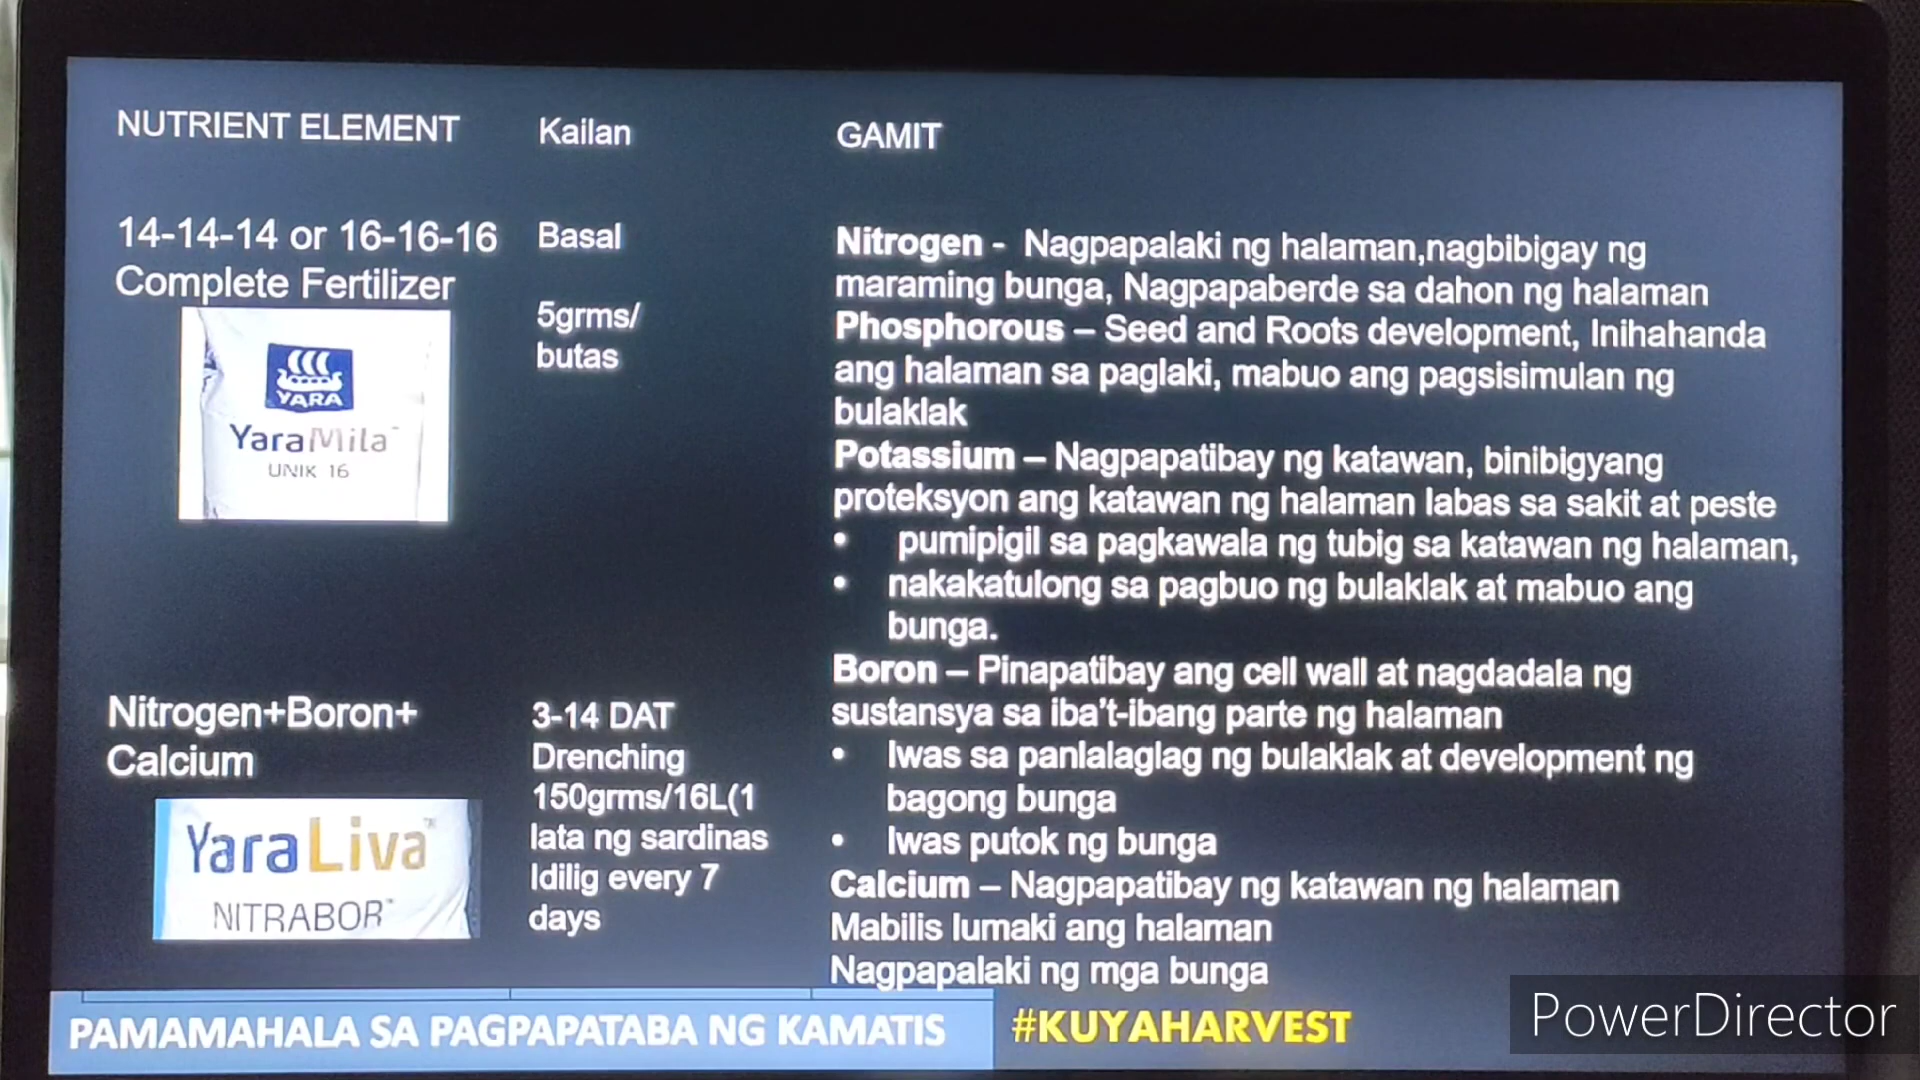 NUTRIENT ELEMENT
Kailan
GAMIT
14-14-14 or 16-16-16
Complete Fertilizer
YARA
YaraMila™
UNIK 16
Basal
5grms/
butas
Nitrogen - Nagpapalaki ng halaman,nagbibigay ng
maraming bunga, Nagpapaberde sa dahon ng halaman
Phosphorous – Seed and Roots development, Inihahanda
ang halaman sa paglaki, mabuo ang pagsisimulan ng
bulaklak
Potassium – Nagpapatibay ng katawan, binibigyang
proteksyon ang katawan ng halaman labas sa sakit at peste
• pumipigil sa pagkawala ng tubig sa katawan ng halaman,
• nakakatulong sa pagbuo ng bulaklak at mabuo ang
bunga.
Nitrogen+Boron+
Calcium
YaraLiva™
NITRABOR™
3-14 DAT
Drenching
150grms/16L(1
lata ng sardinas
Idilig every 7
days
Boron – Pinapatibay ang cell wall at nagdadala ng
sustansya sa iba't-ibang parte ng halaman
• Iwas sa panlalaglag ng bulaklak at development ng
bagong bunga
• Iwas putok ng bunga
Calcium – Nagpapatibay ng katawan ng halaman
Mabilis lumaki ang halaman
Nagpapalaki ng mga bunga
PAMAMAHALA SA PAGPAPATABA NG KAMATIS
#KUYAHARVEST
PowerDirector